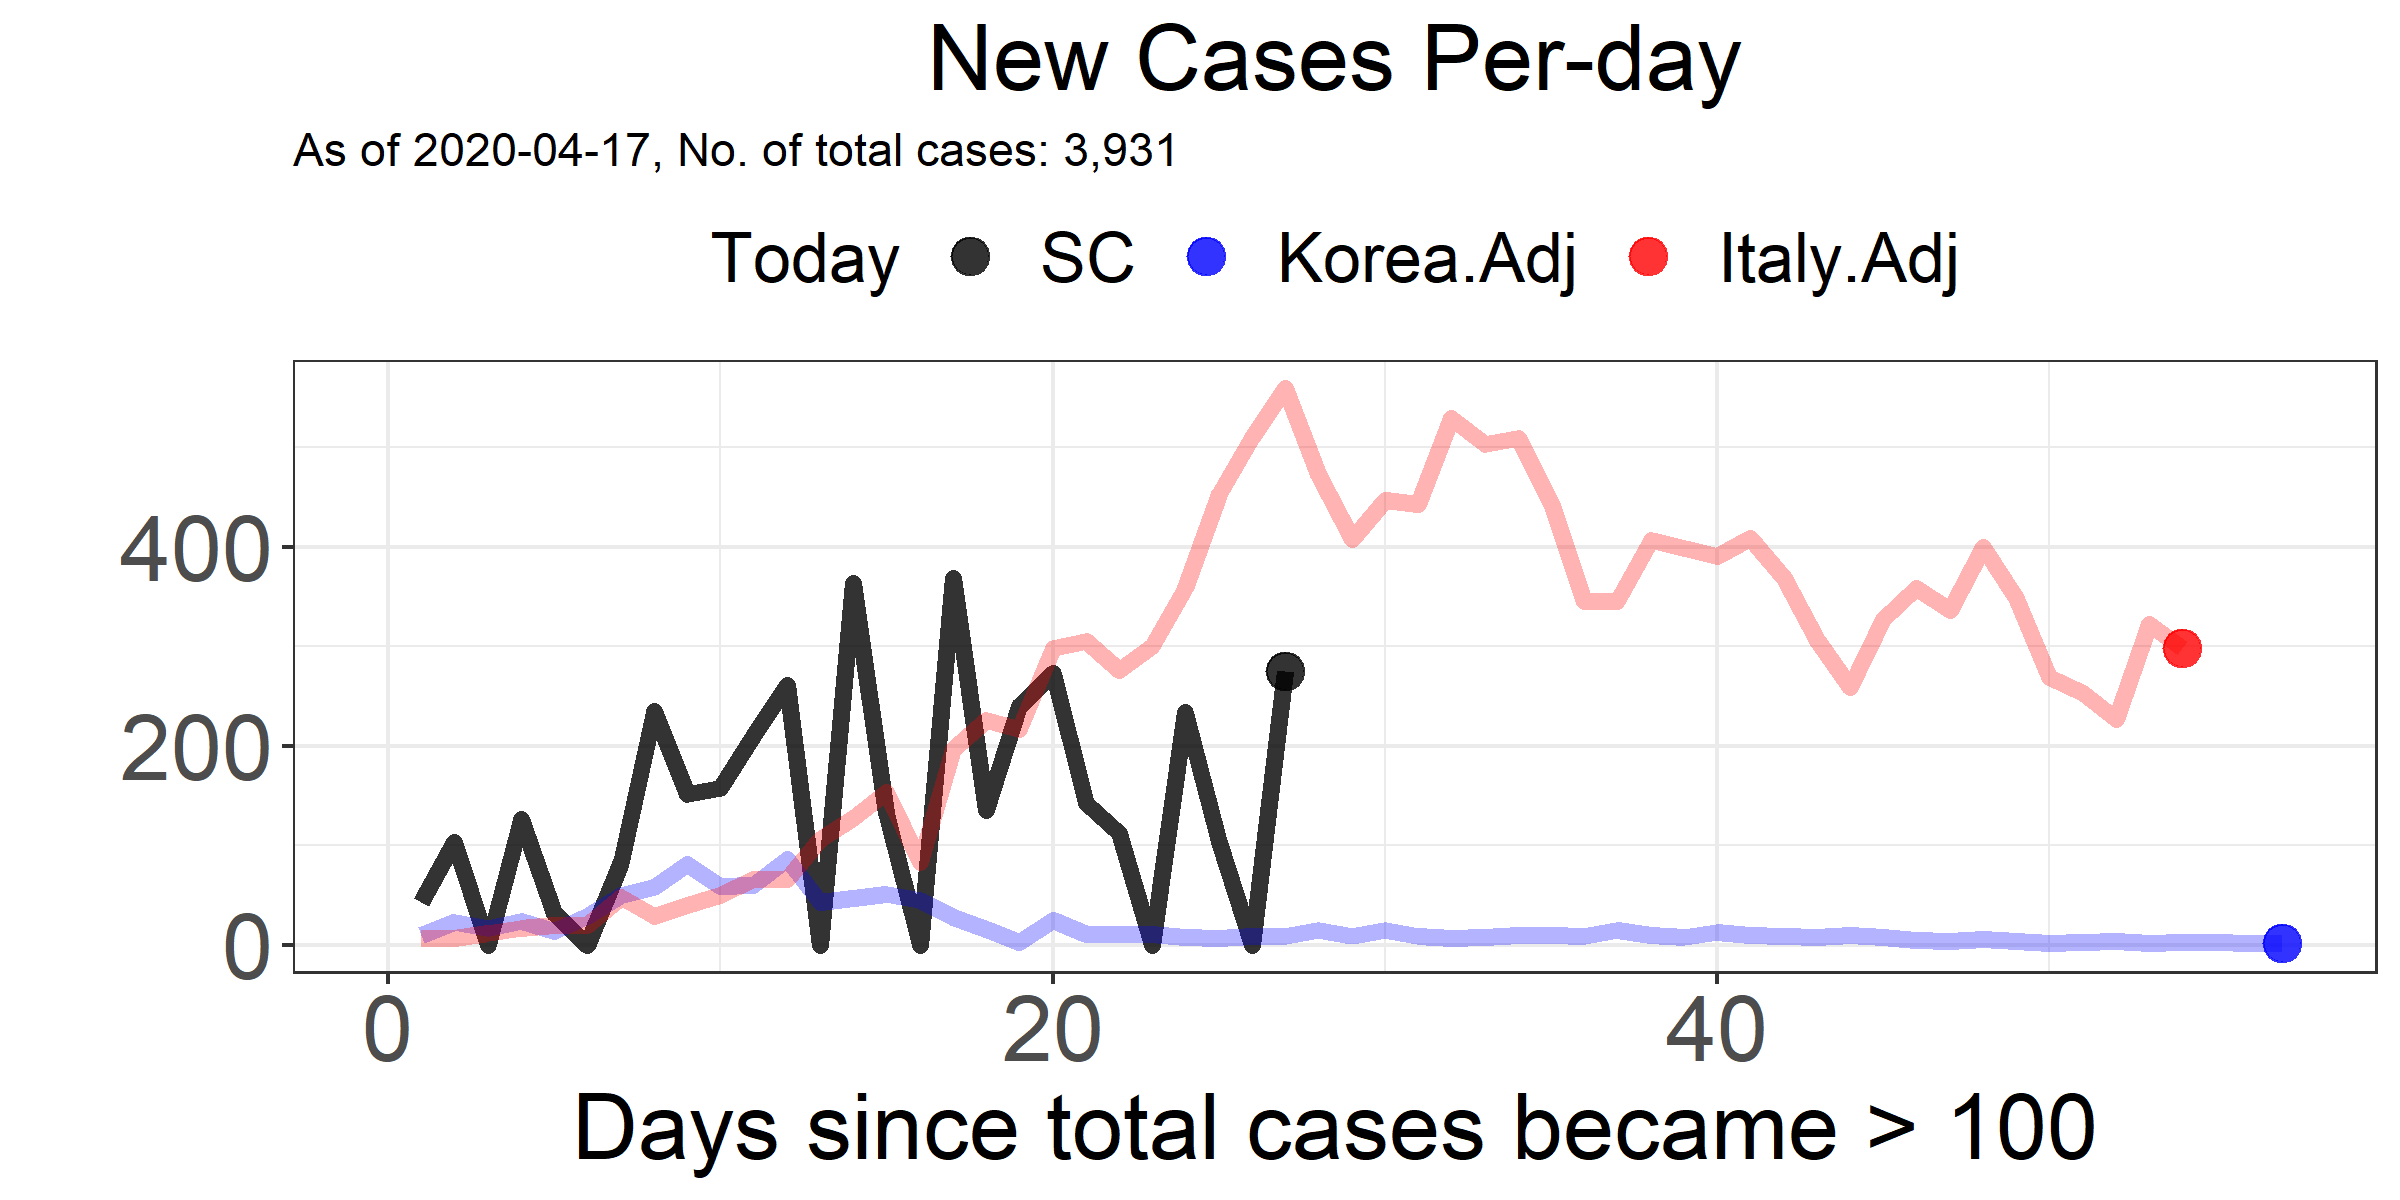 New Cases Per-day
As of 2020-04-17, No. of total cases: 3,931
Today SC Korea.Adj Italy.Adj
400
200
0
0 20 40
Days since total cases became > 100